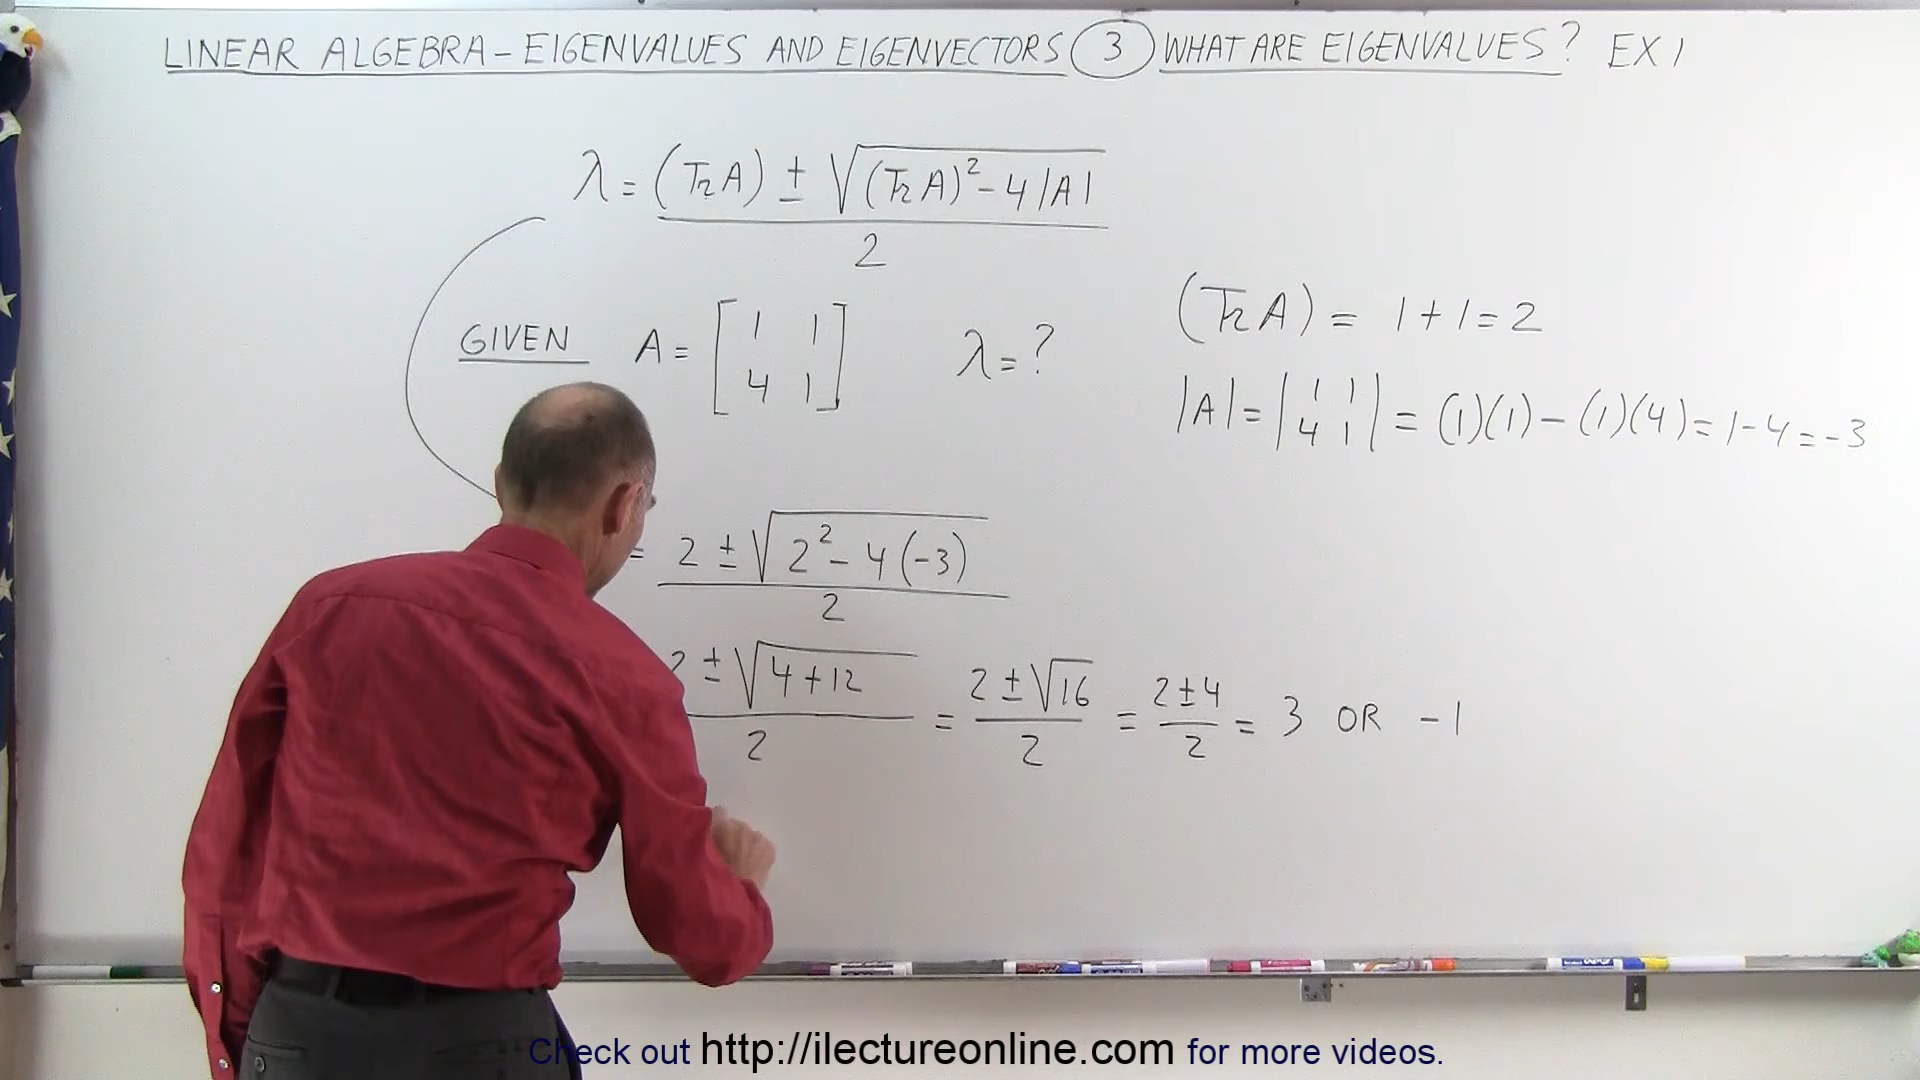 LINEAR ALGEBRA - EIGENVALUES AND EIGENVECTORS 3 WHAT ARE EIGENVALUES? EX 1
λ = (Tr A) ± √(Tr A)² - 4|A|
2
GIVEN A = [1 1
4 1] λ = ?
(Tr A) = 1 + 1 = 2
|A| = |1 1
4 1| = (1)(1) - (1)(4) = 1 - 4 = -3
= 2 ± √2² - 4(-3)
2
2 ± √4 + 12
2
= 2 ± √16
2
= 2 ± 4
2
= 3 OR -1
Check out http://ilectureonline.com for more videos.